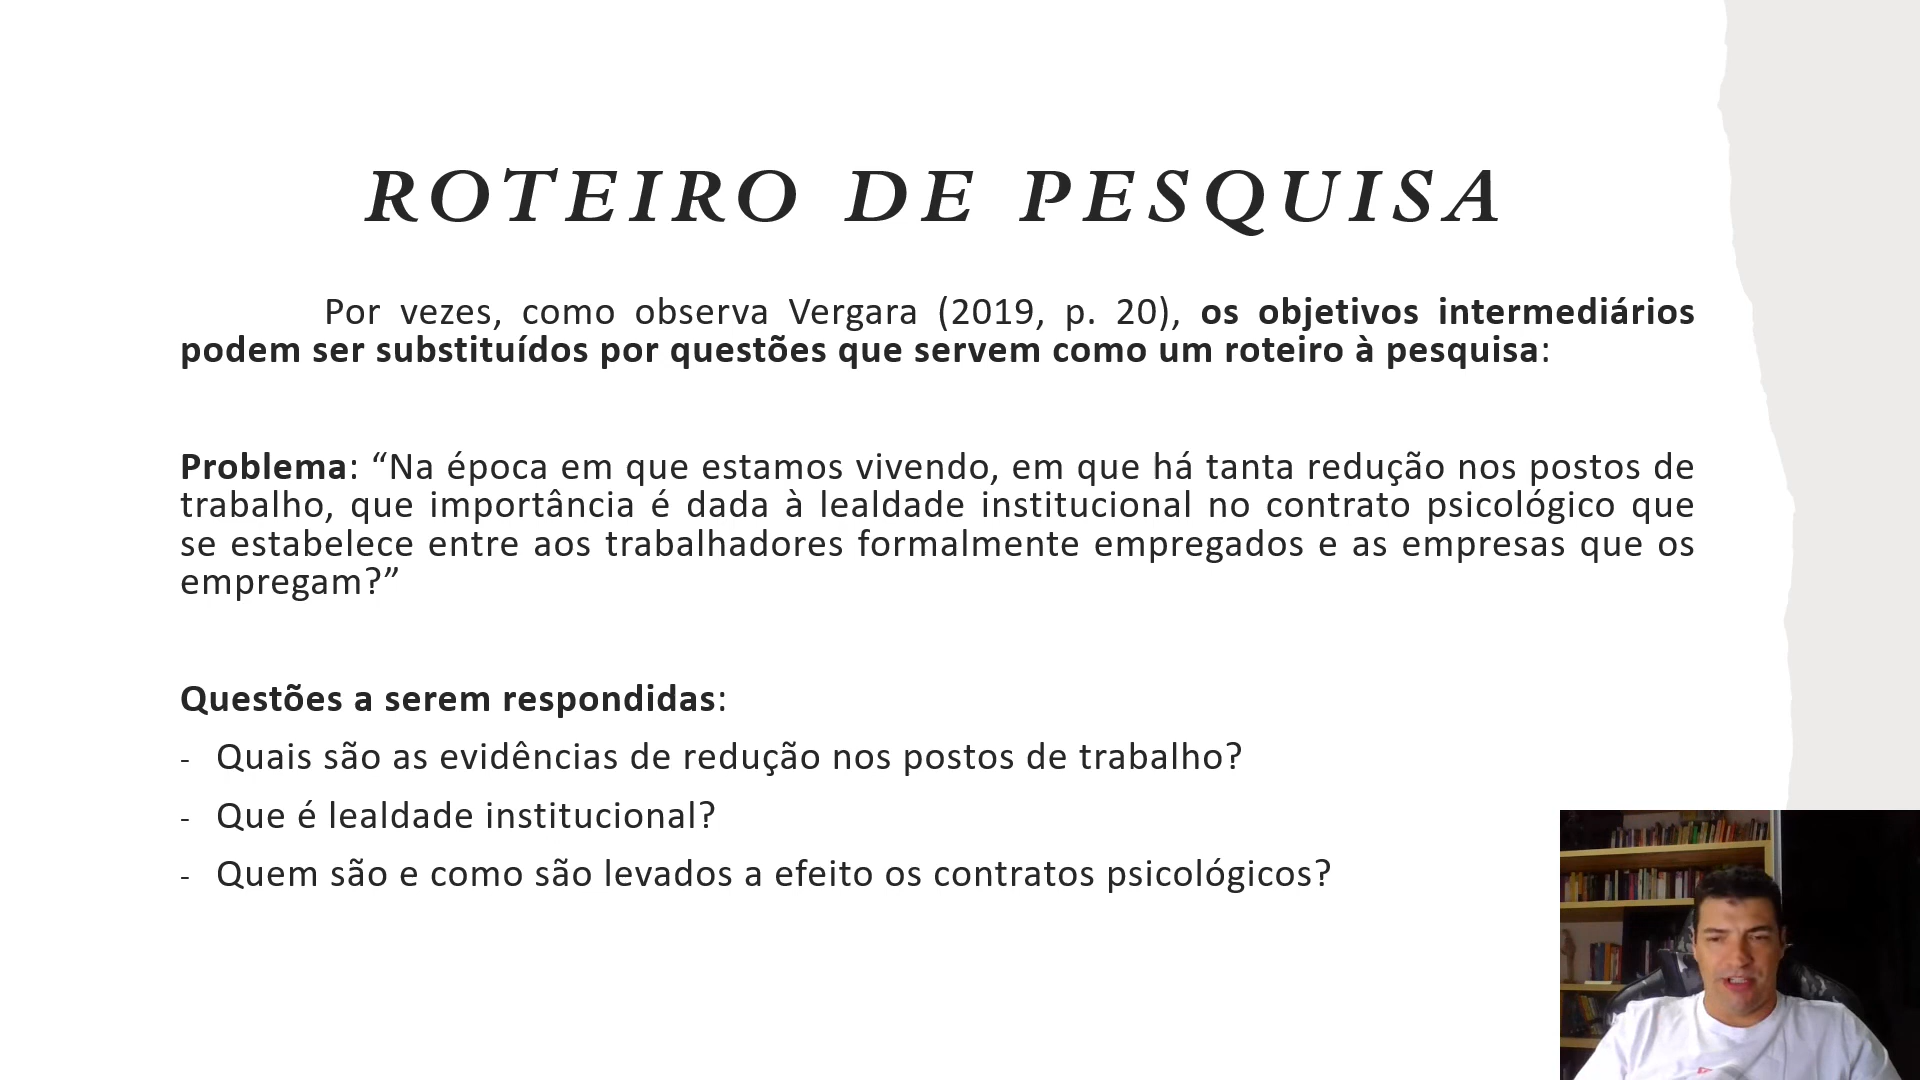 ROTEIRO DE PESQUISA
Por vezes, como observa Vergara (2019, p. 20), os objetivos intermediários
podem ser substituídos por questões que servem como um roteiro à pesquisa:
Problema: “Na época em que estamos vivendo, em que há tanta redução nos postos de
trabalho, que importância é dada à lealdade institucional no contrato psicológico que
se estabelece entre aos trabalhadores formalmente empregados e as empresas que os
empregam?”
Questões a serem respondidas:
- Quais são as evidências de redução nos postos de trabalho?
- Que é lealdade institucional?
- Quem são e como são levados a efeito os contratos psicológicos?